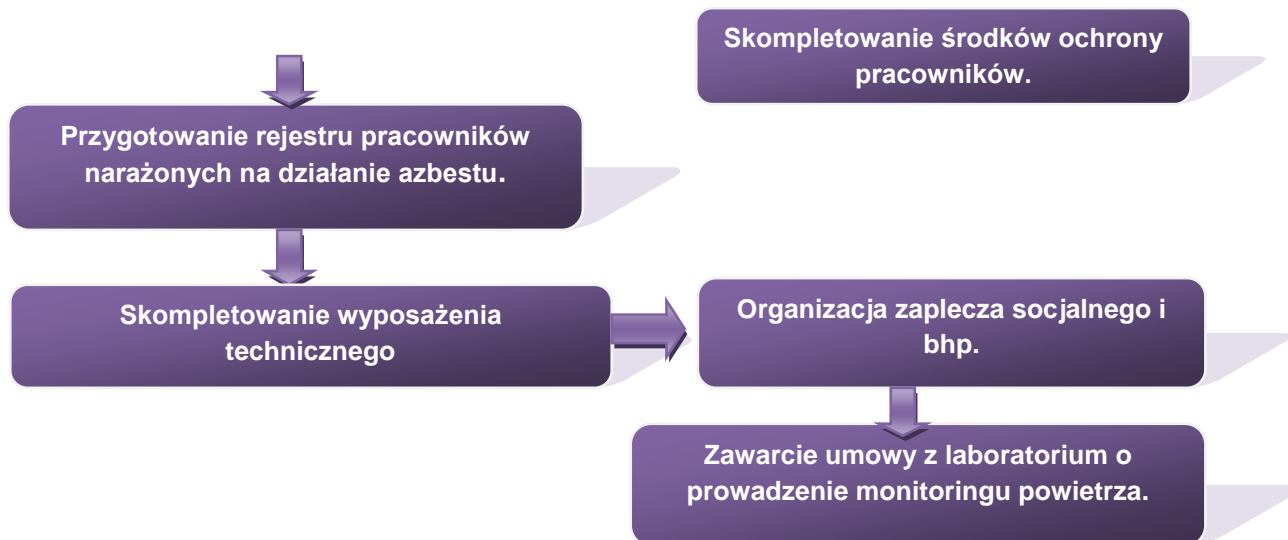 Skompletowanie środków ochrony
pracowników.
Przygotowanie rejestru pracowników
narażonych na działanie azbestu.
Skompletowanie wyposażenia
technicznego
Organizacja zaplecza socjalnego i
bhp.
Zawarcie umowy z laboratorium o
prowadzenie monitoringu powietrza.